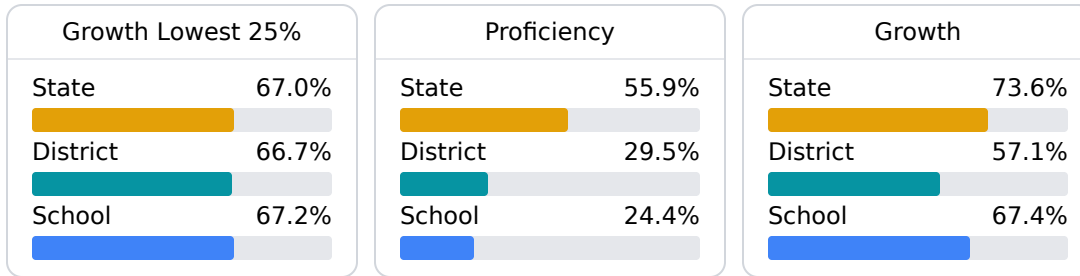 Growth Lowest 25%
State 67.0%
District 66.7%
School 67.2%
Proficiency
State 55.9%
District 29.5%
School 24.4%
Growth
State 73.6%
District 57.1%
School 67.4%